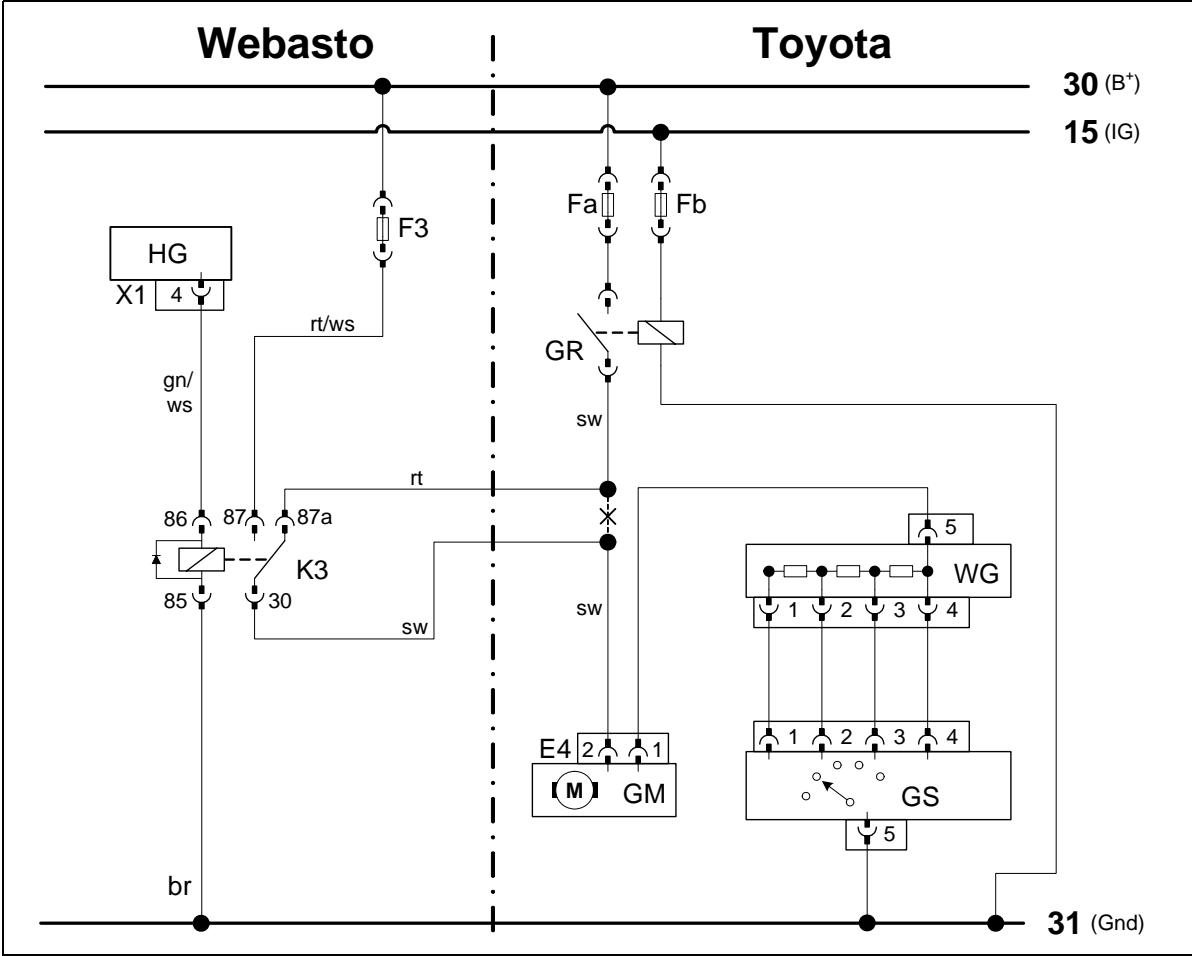 Webasto
Toyota
30 (B+)
15 (IG)
Fa
Fb
F3
HG
X1
4
rt/ws
GR
gn/
ws
sw
rt
86
87
87a
5
K3
WG
85
30
sw
sw
1
2
3
4
E4
2
1
1
2
3
4
M
GM
GS
5
br
31 (Gnd)